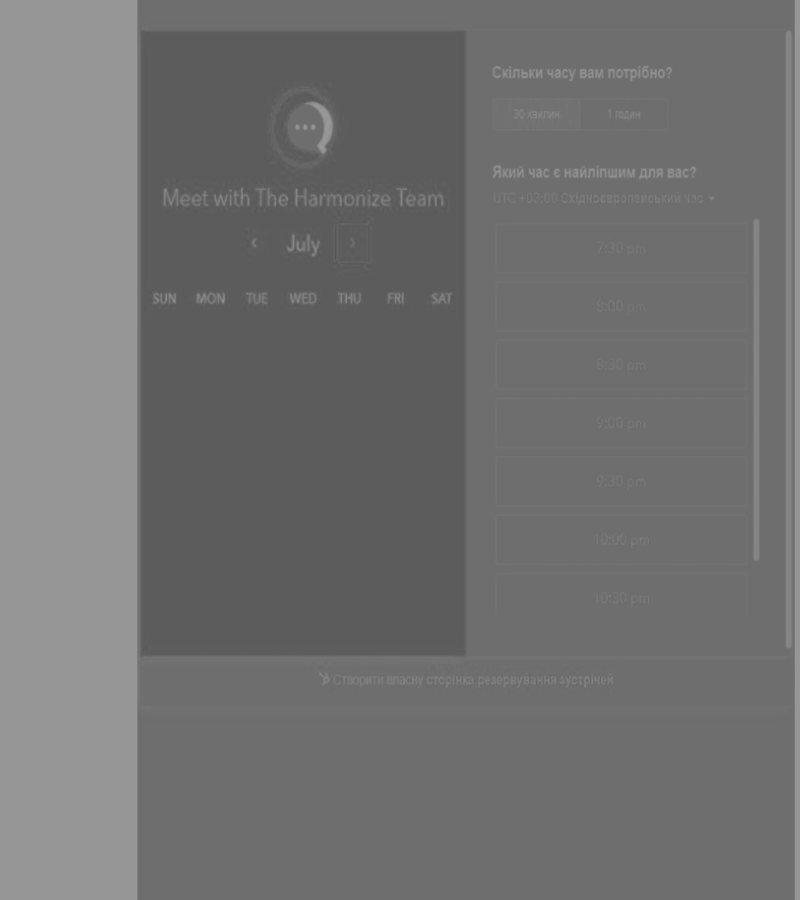 Meet with The Harmonize Team
July
SUN MON TUE WED THU FRI SAT
Скільки часу вам потрібно?
30 хвилин 1 годин
Який час є найліпшим для вас?
UTC +03:00 Східноєвропейський час
7:30 pm
8:00 pm
8:30 pm
9:00 pm
9:30 pm
10:00 pm
10:30 pm
Створити власну сторінка резервування зустрічей